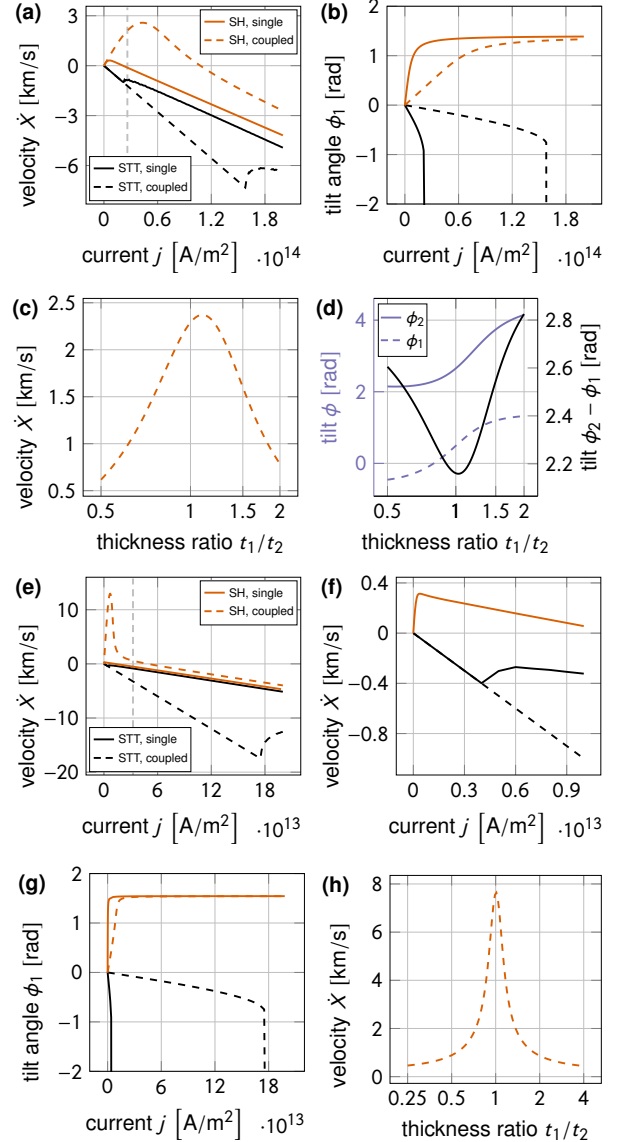 (a)
3
0
-3
-6
velocity Ẋ [km/s]
SH, single
SH, coupled
STT, single
STT, coupled
0 0.6 1.2 1.8
current j [A/m²] ·10¹⁴
(b)
2
1
0
-1
-2
tilt angle ϕ₁ [rad]
0 0.6 1.2 1.8
current j [A/m²] ·10¹⁴
(c)
2.5
2
1.5
1
0.5
velocity Ẋ [km/s]
0.5 1 1.5 2
thickness ratio t₁/t₂
(d)
4
2
0
tilt ϕ [rad]
ϕ₂
ϕ₁
2.8
2.6
2.4
2.2
tilt ϕ₂ − ϕ₁ [rad]
0.5 1 1.5 2
thickness ratio t₁/t₂
(e)
10
0
−10
−20
velocity Ẋ [km/s]
SH, single
SH, coupled
STT, single
STT, coupled
0 6 12 18
current j [A/m²] ·10¹³
(f)
0.4
0
−0.4
−0.8
velocity Ẋ [km/s]
0 0.3 0.6 0.9
current j [A/m²] ·10¹³
(g)
2
1
0
−1
−2
tilt angle ϕ₁ [rad]
0 6 12 18
current j [A/m²] ·10¹³
(h)
8
6
4
2
0
velocity Ẋ [km/s]
0.25 0.5 1 2 4
thickness ratio t₁/t₂